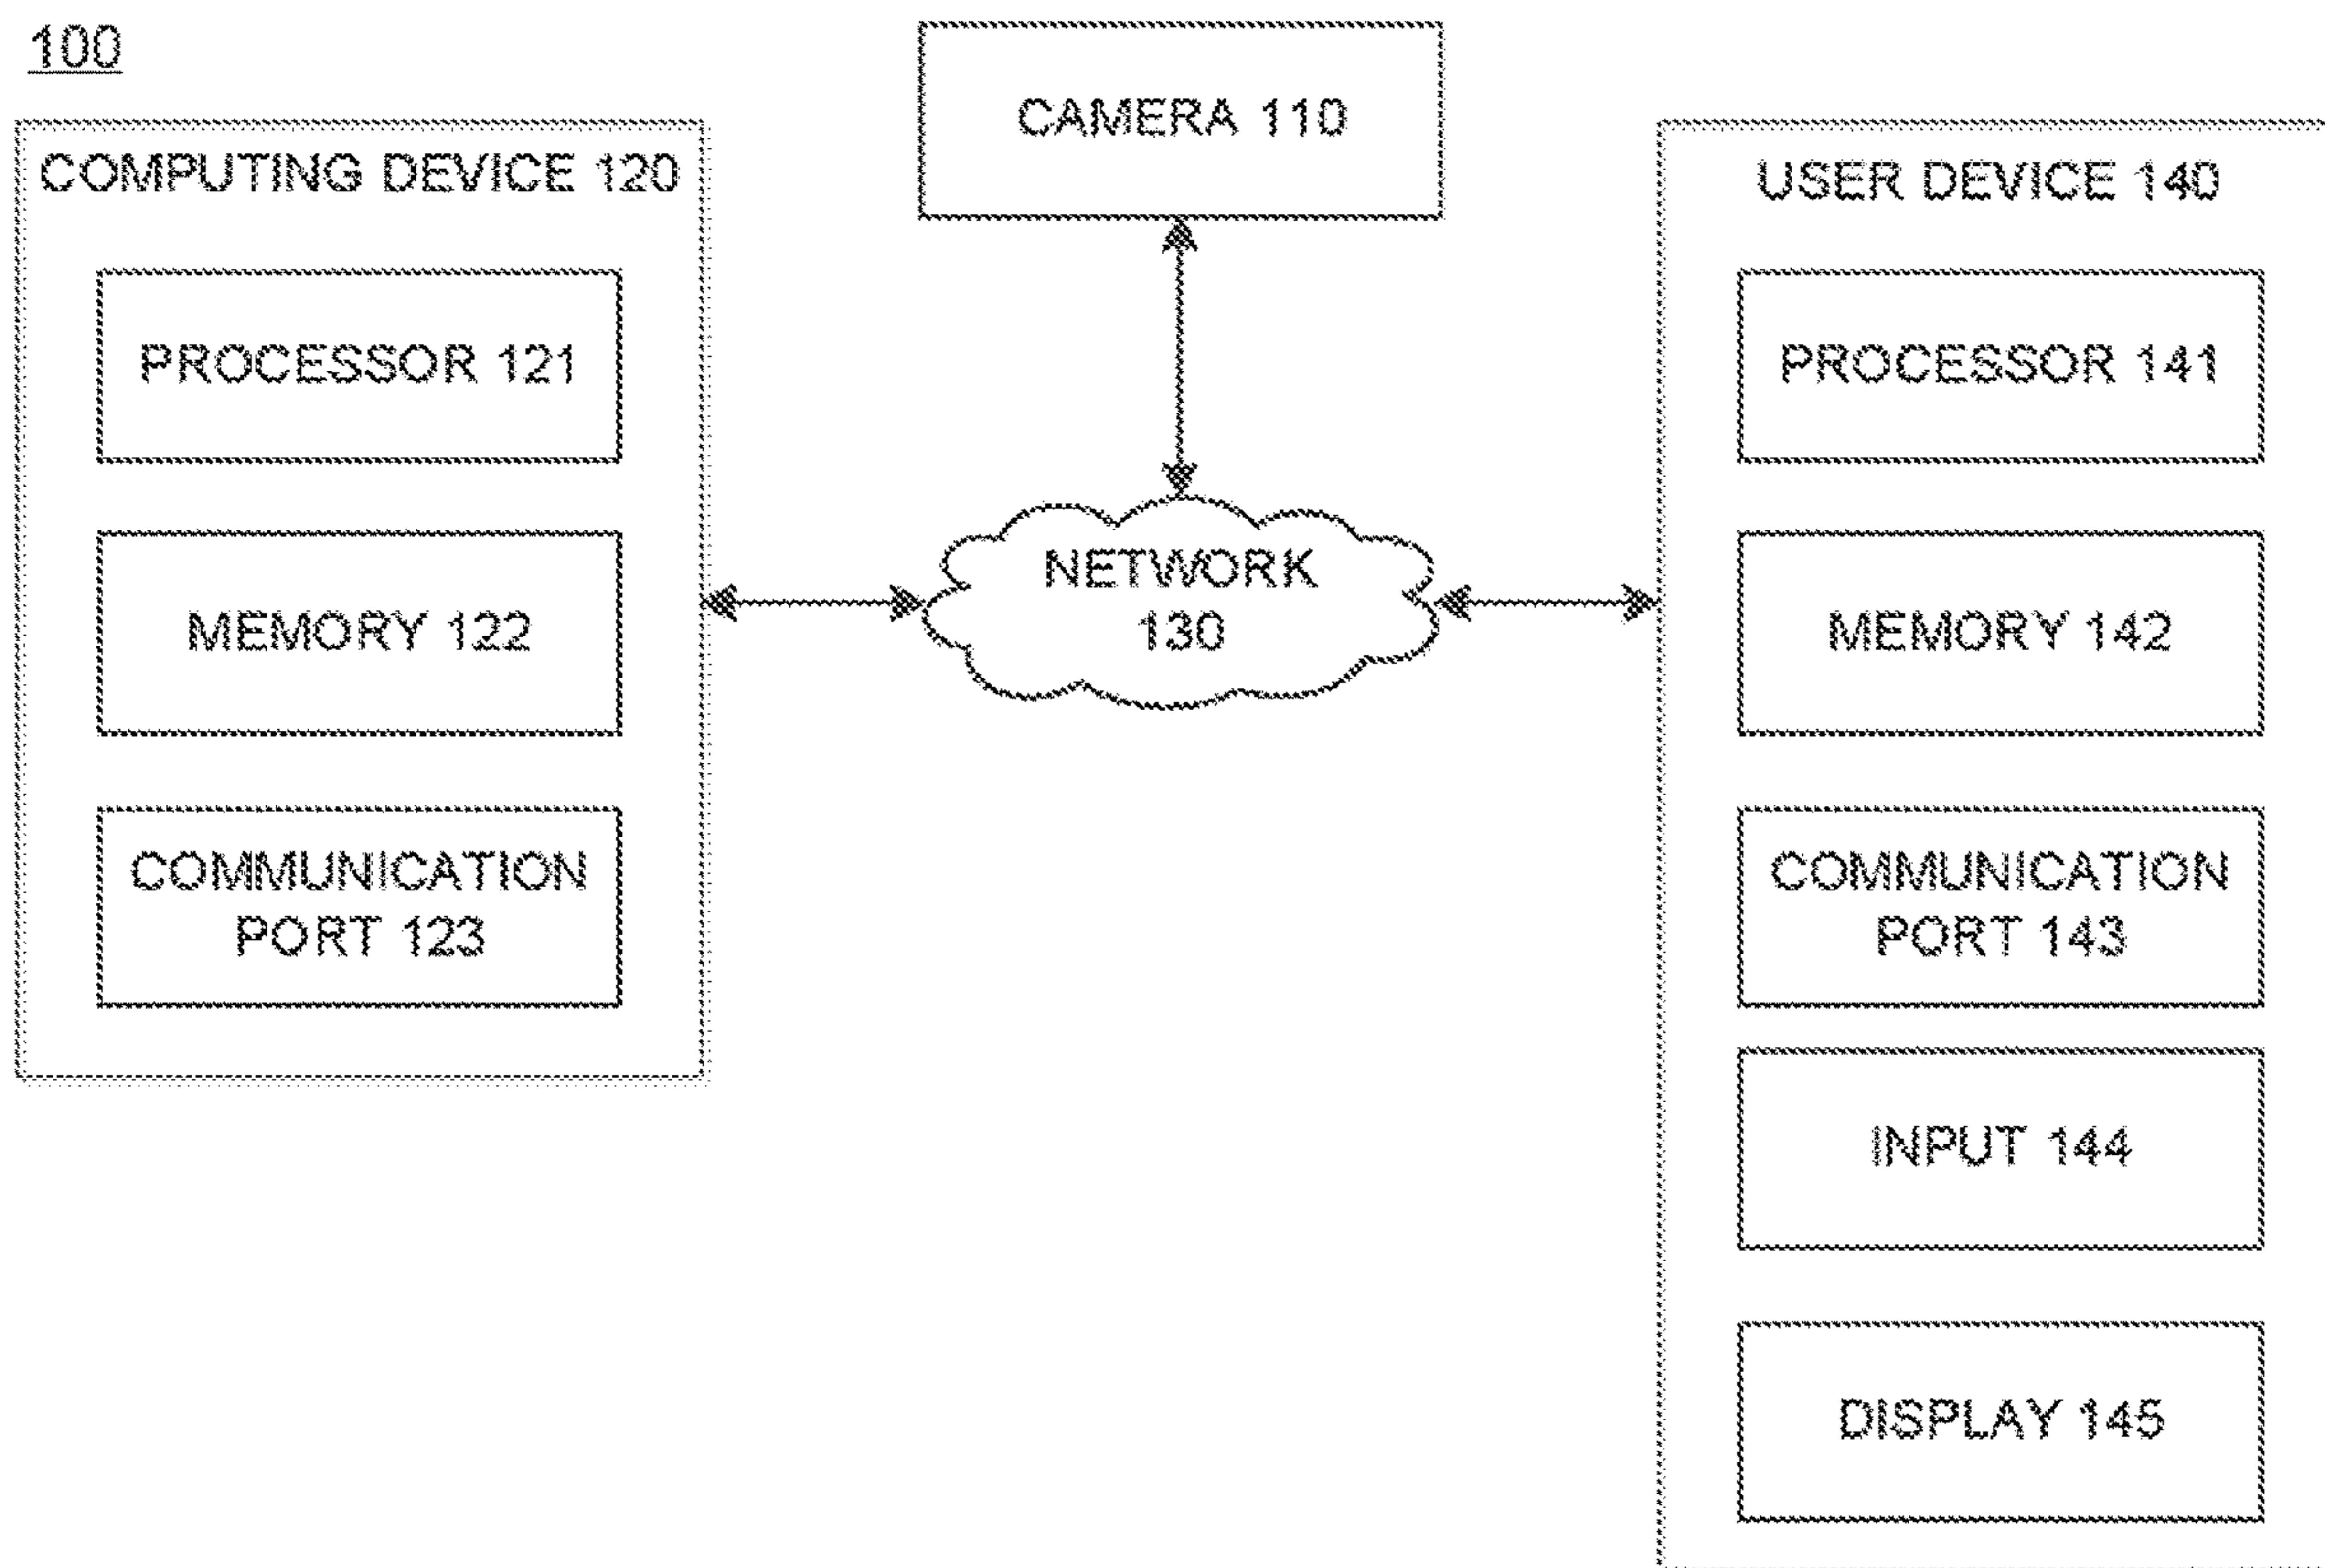 100
CAMERA 110
COMPUTING DEVICE 120
PROCESSOR 121
MEMORY 122
COMMUNICATION
PORT 123
NETWORK
130
USER DEVICE 140
PROCESSOR 141
MEMORY 142
COMMUNICATION
PORT 143
INPUT 144
DISPLAY 145